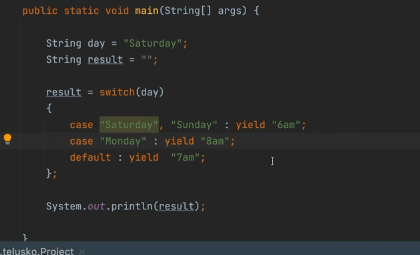 public static void main(String[] args) {
String day = "Saturday";
String result = "";
result = switch(day)
{
case "Saturday", "Sunday" : yield "6am";
case "Monday" : yield "8am";
default : yield "7am";
};
System.out.println(result);
}
.telusko.Project ×